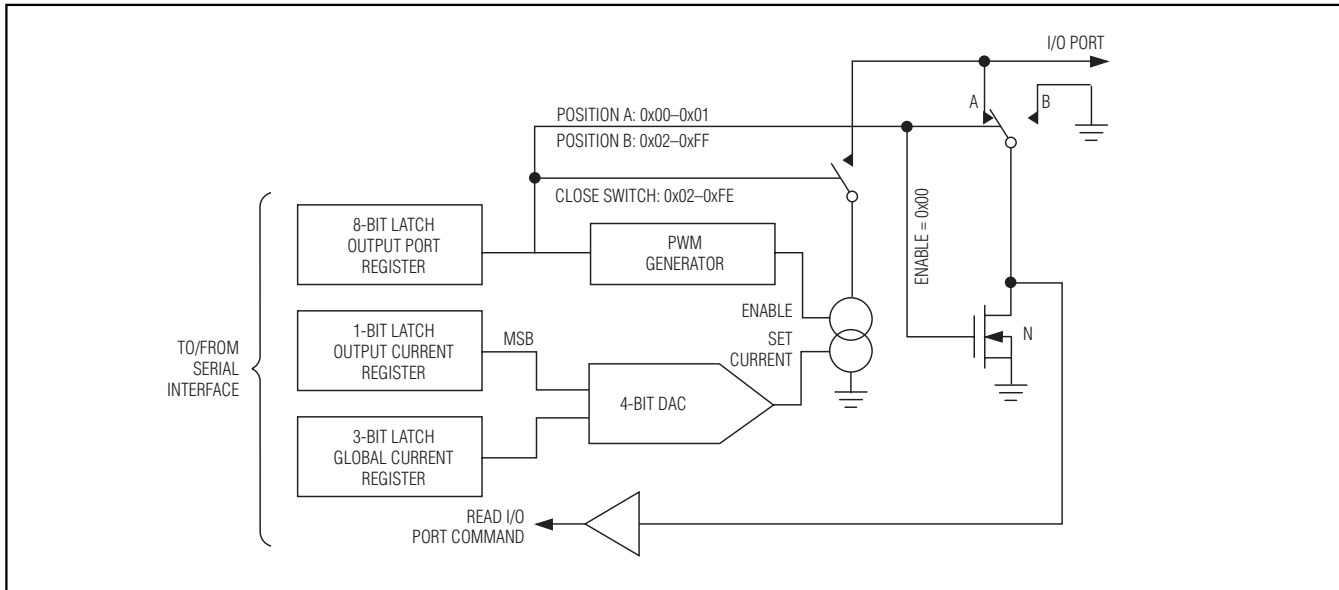 I/O PORT
A
B
POSITION A: 0x00–0x01
POSITION B: 0x02–0xFF
CLOSE SWITCH: 0x02–0xFE
ENABLE = 0x00
8-BIT LATCH
OUTPUT PORT
REGISTER
PWM
GENERATOR
ENABLE
SET
CURRENT
N
TO/FROM
SERIAL
INTERFACE
1-BIT LATCH
OUTPUT CURRENT
REGISTER
MSB
4-BIT DAC
3-BIT LATCH
GLOBAL CURRENT
REGISTER
READ I/O
PORT COMMAND